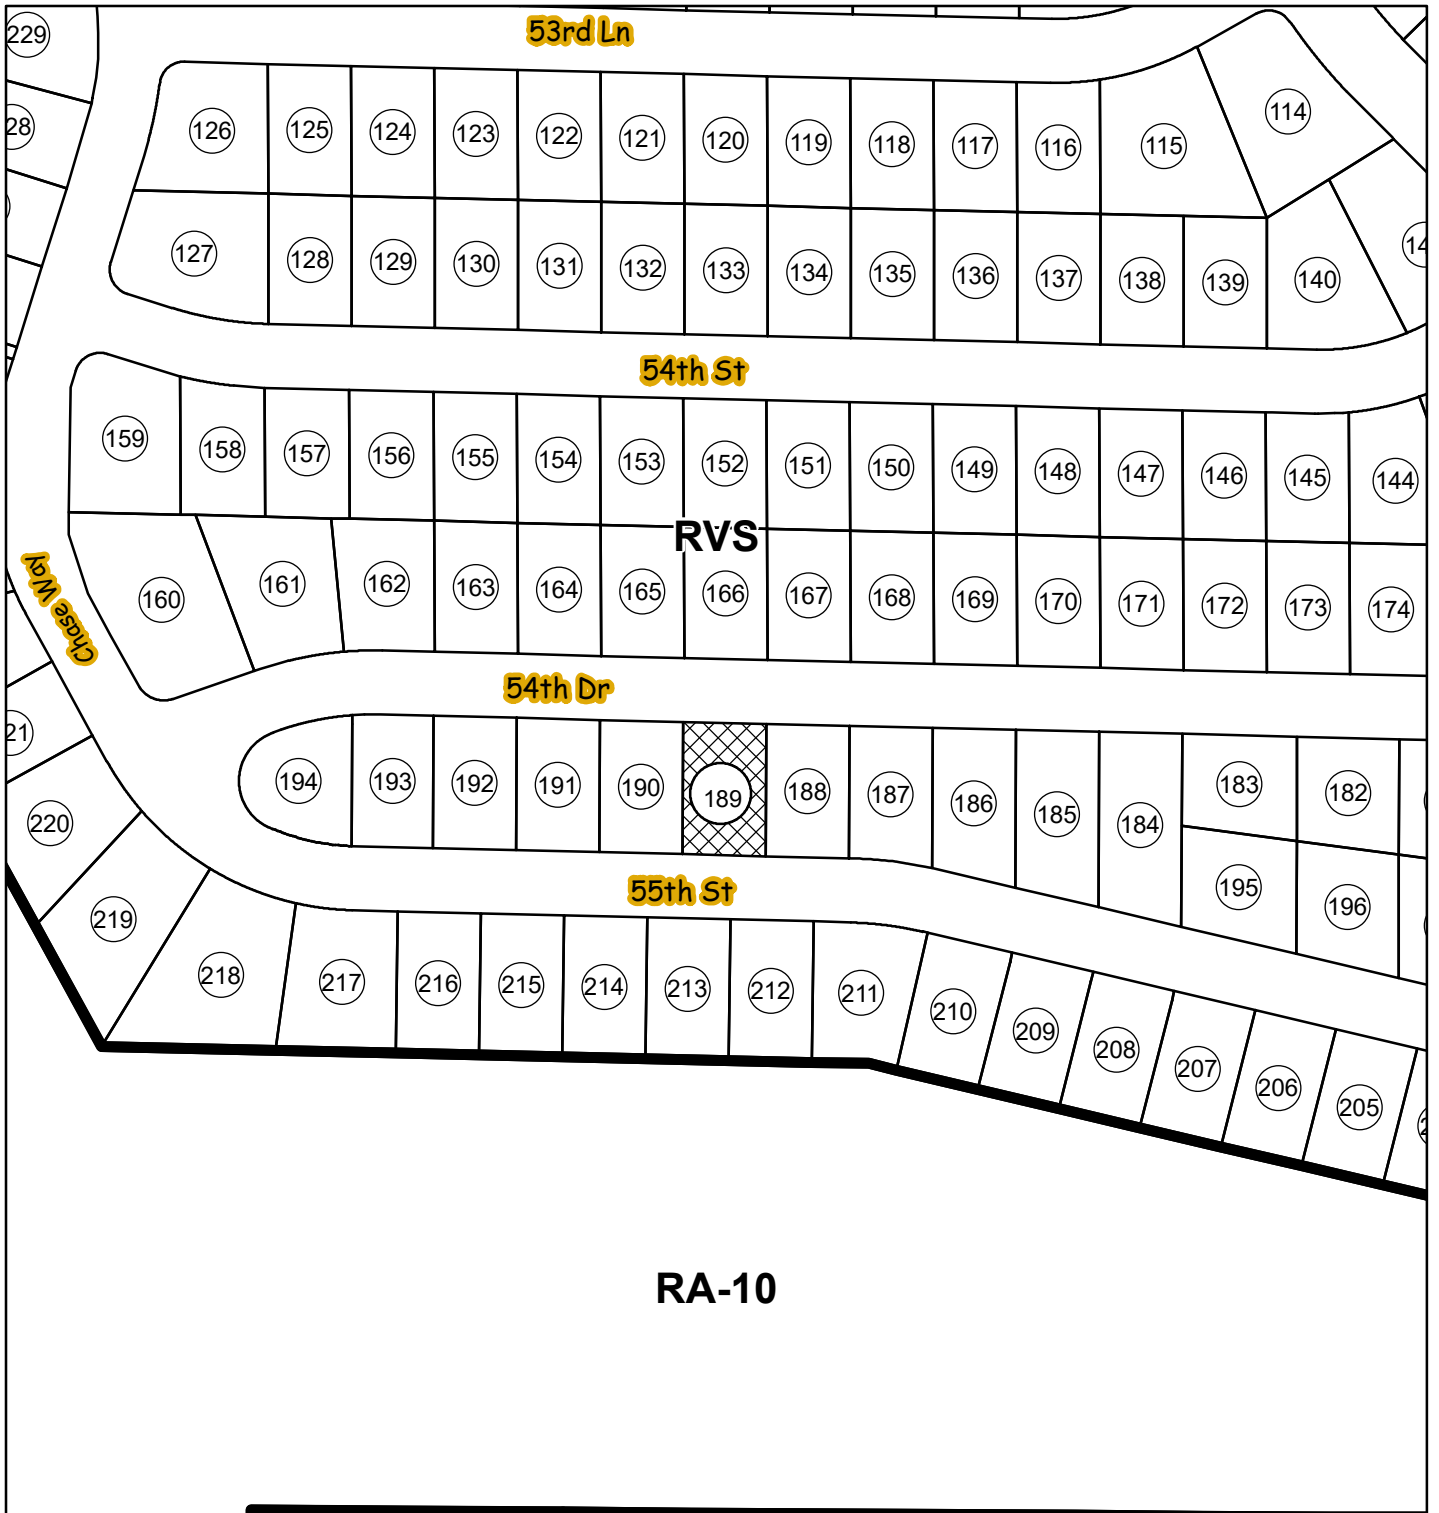 53rd Ln
229
28
126 125 124 123 122 121 120 119 118 117 116 115 114
127 128 129 130 131 132 133 134 135 136 137 138 139 140
54th St
159 158 157 156 155 154 153 152 151 150 149 148 147 146 145 144
RVS
Chase Way
160 161 162 163 164 165 166 167 168 169 170 171 172 173 174
54th Dr
21
194 193 192 191 190 189 188 187 186 185 184 183 182
220
195 196
55th St
219 218 217 216 215 214 213 212 211 210 209 208 207 206 205
RA-10